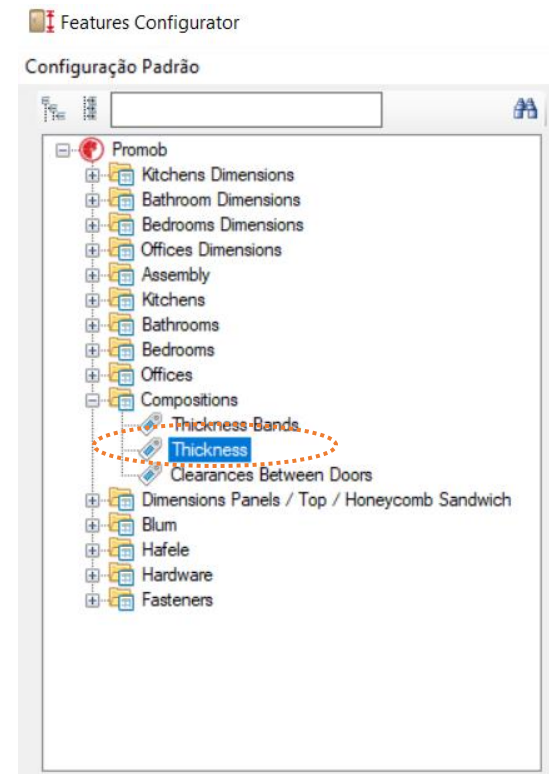 Features Configurator
Configuração Padrão
Promob
Kitchens Dimensions
Bathroom Dimensions
Bedrooms Dimensions
Offices Dimensions
Assembly
Kitchens
Bathrooms
Bedrooms
Offices
Compositions
Thickness Bands
Thickness
Clearances Between Doors
Dimensions Panels / Top / Honeycomb Sandwich
Blum
Hafele
Hardware
Fasteners